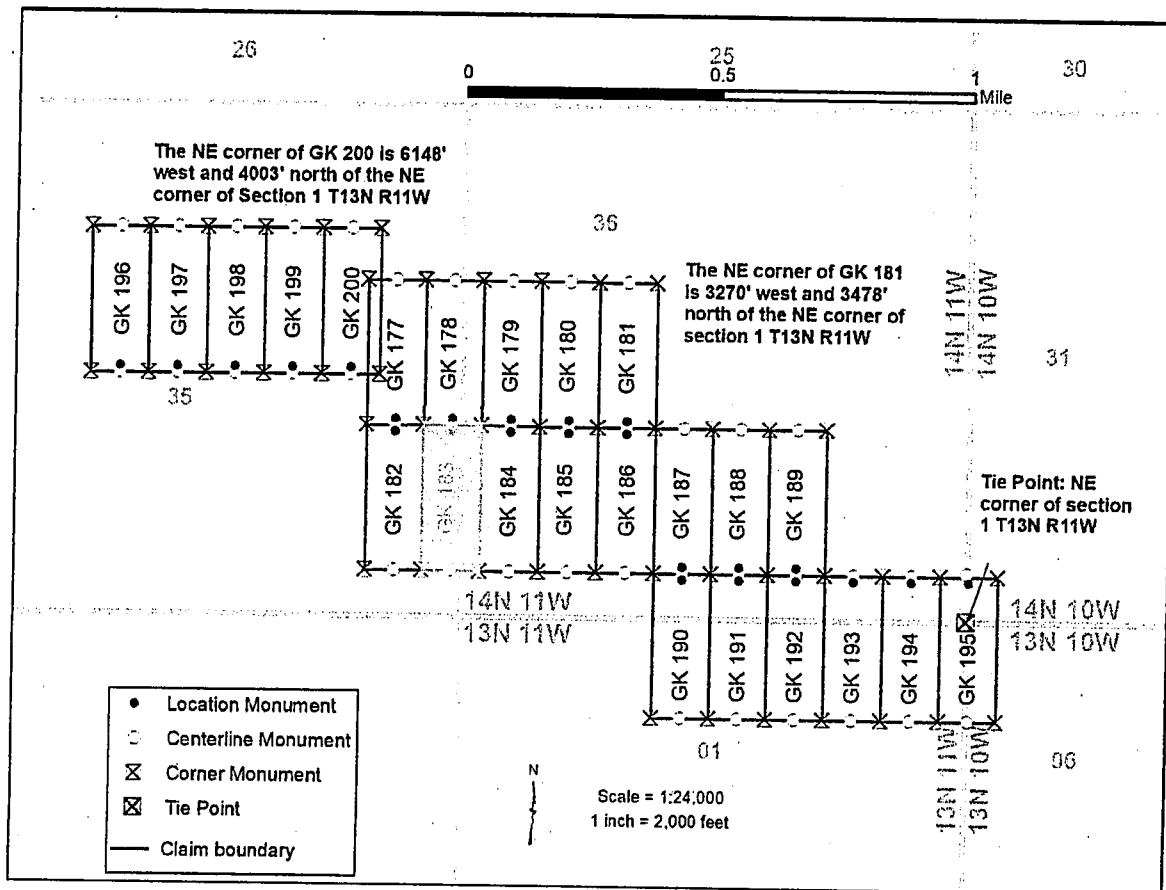 26
25
30
0
0.5
1
Mile
The NE corner of GK 200 is 6148'
west and 4003' north of the NE
corner of Section 1 T13N R11W
36
GK 196
GK 197
GK 198
GK 199
GK 200
GK 177
GK 178
GK 179
GK 180
GK 181
The NE corner of GK 181
is 3270' west and 3478'
north of the NE corner of
section 1 T13N R11W
14N 11W
14N 10W
31
35
GK 182
GK 183
GK 184
GK 185
GK 186
GK 187
GK 188
GK 189
Tie Point: NE
corner of section
1 T13N R11W
14N 11W
13N 11W
14N 10W
13N 10W
GK 190
GK 191
GK 192
GK 193
GK 194
GK 195
01
06
13N 11W
13N 10W
Location Monument
Centerline Monument
Corner Monument
Tie Point
Claim boundary
N
Scale = 1:24,000
1 inch = 2,000 feet